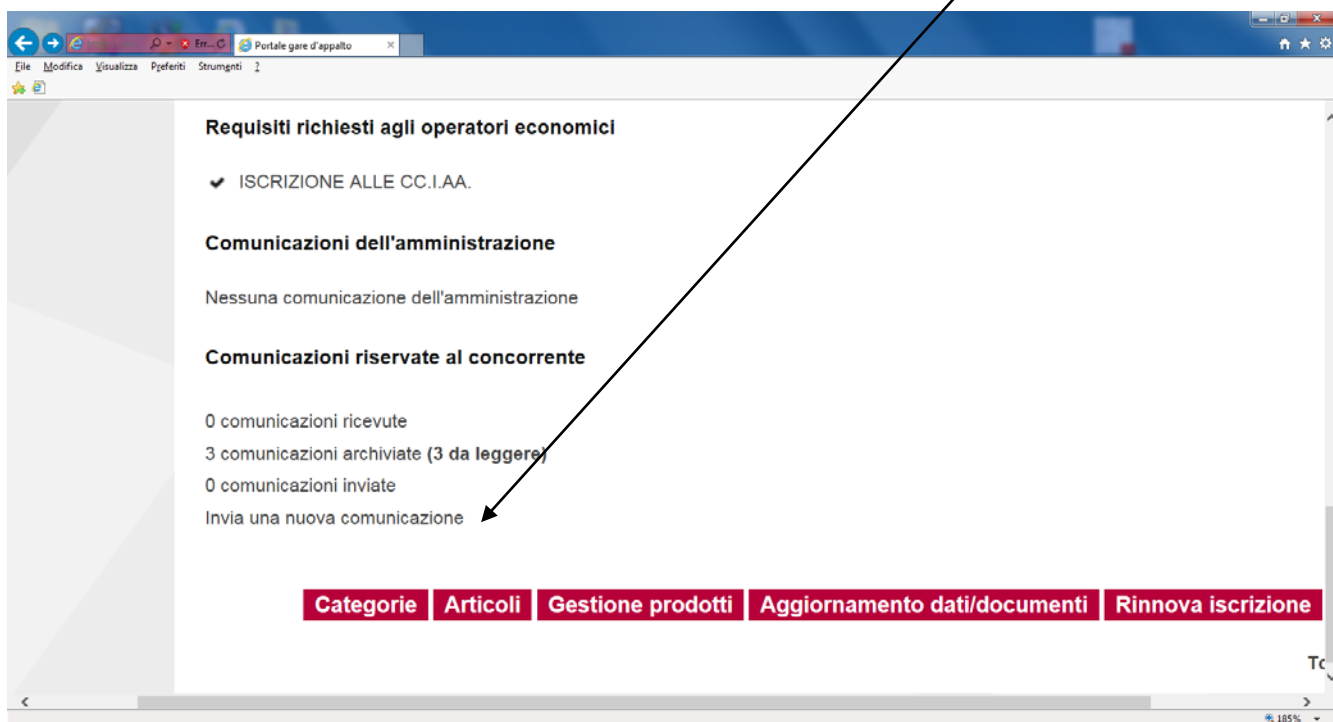 Err...
Portale gare d'appalto
File Modifica Visualizza Preferiti Strumenti ?
Requisiti richiesti agli operatori economici
ISCRIZIONE ALLE CC.I.AA.
Comunicazioni dell'amministrazione
Nessuna comunicazione dell'amministrazione
Comunicazioni riservate al concorrente
0 comunicazioni ricevute
3 comunicazioni archiviate (3 da leggere)
0 comunicazioni inviate
Invia una nuova comunicazione
Categorie Articoli Gestione prodotti Aggiornamento dati/documenti Rinnova iscrizione
185%